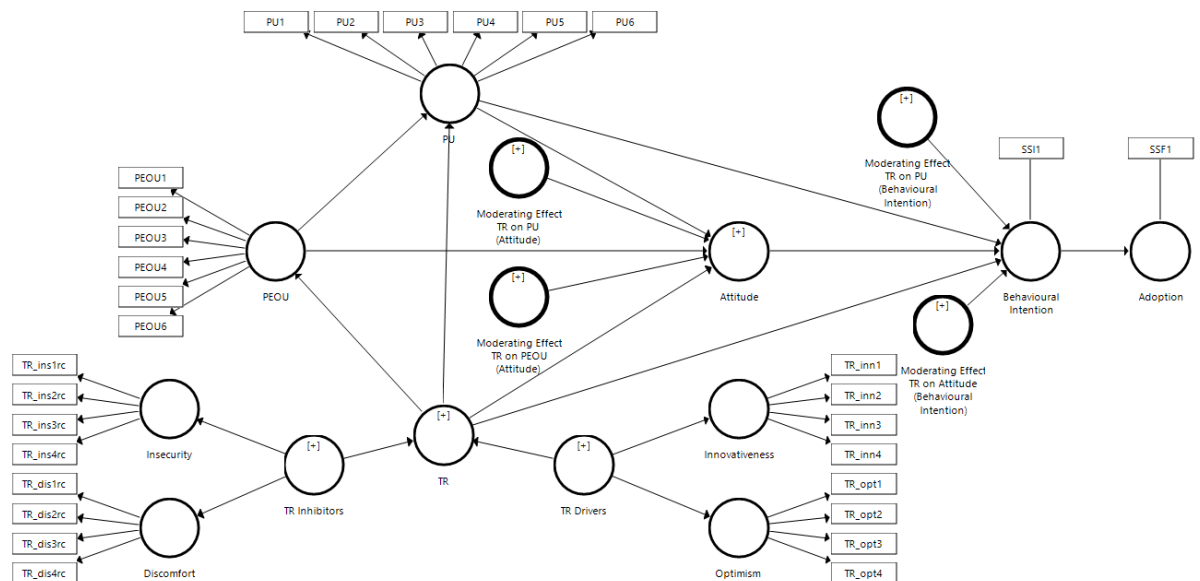 PU1
PU2
PU3
PU4
PU5
PU6
[+]
PU
[+]
Moderating Effect
TR on PU
(Behavioural
Intention)
SSI1
SSF1
[+]
Moderating Effect
TR on PU
(Attitude)
PEOU1
PEOU2
PEOU3
PEOU4
PEOU5
PEOU6
PEOU
[+]
Attitude
Behavioural
Intention
Adoption
[+]
Moderating Effect
TR on PEOU
(Attitude)
[+]
Moderating Effect
TR on Attitude
(Behavioural
Intention)
TR_ins1rc
TR_ins2rc
TR_ins3rc
TR_ins4rc
Insecurity
TR_dis1rc
TR_dis2rc
TR_dis3rc
TR_dis4rc
Discomfort
[+]
TR Inhibitors
[+]
TR
[+]
TR Drivers
Innovativeness
TR_inn1
TR_inn2
TR_inn3
TR_inn4
Optimism
TR_opt1
TR_opt2
TR_opt3
TR_opt4